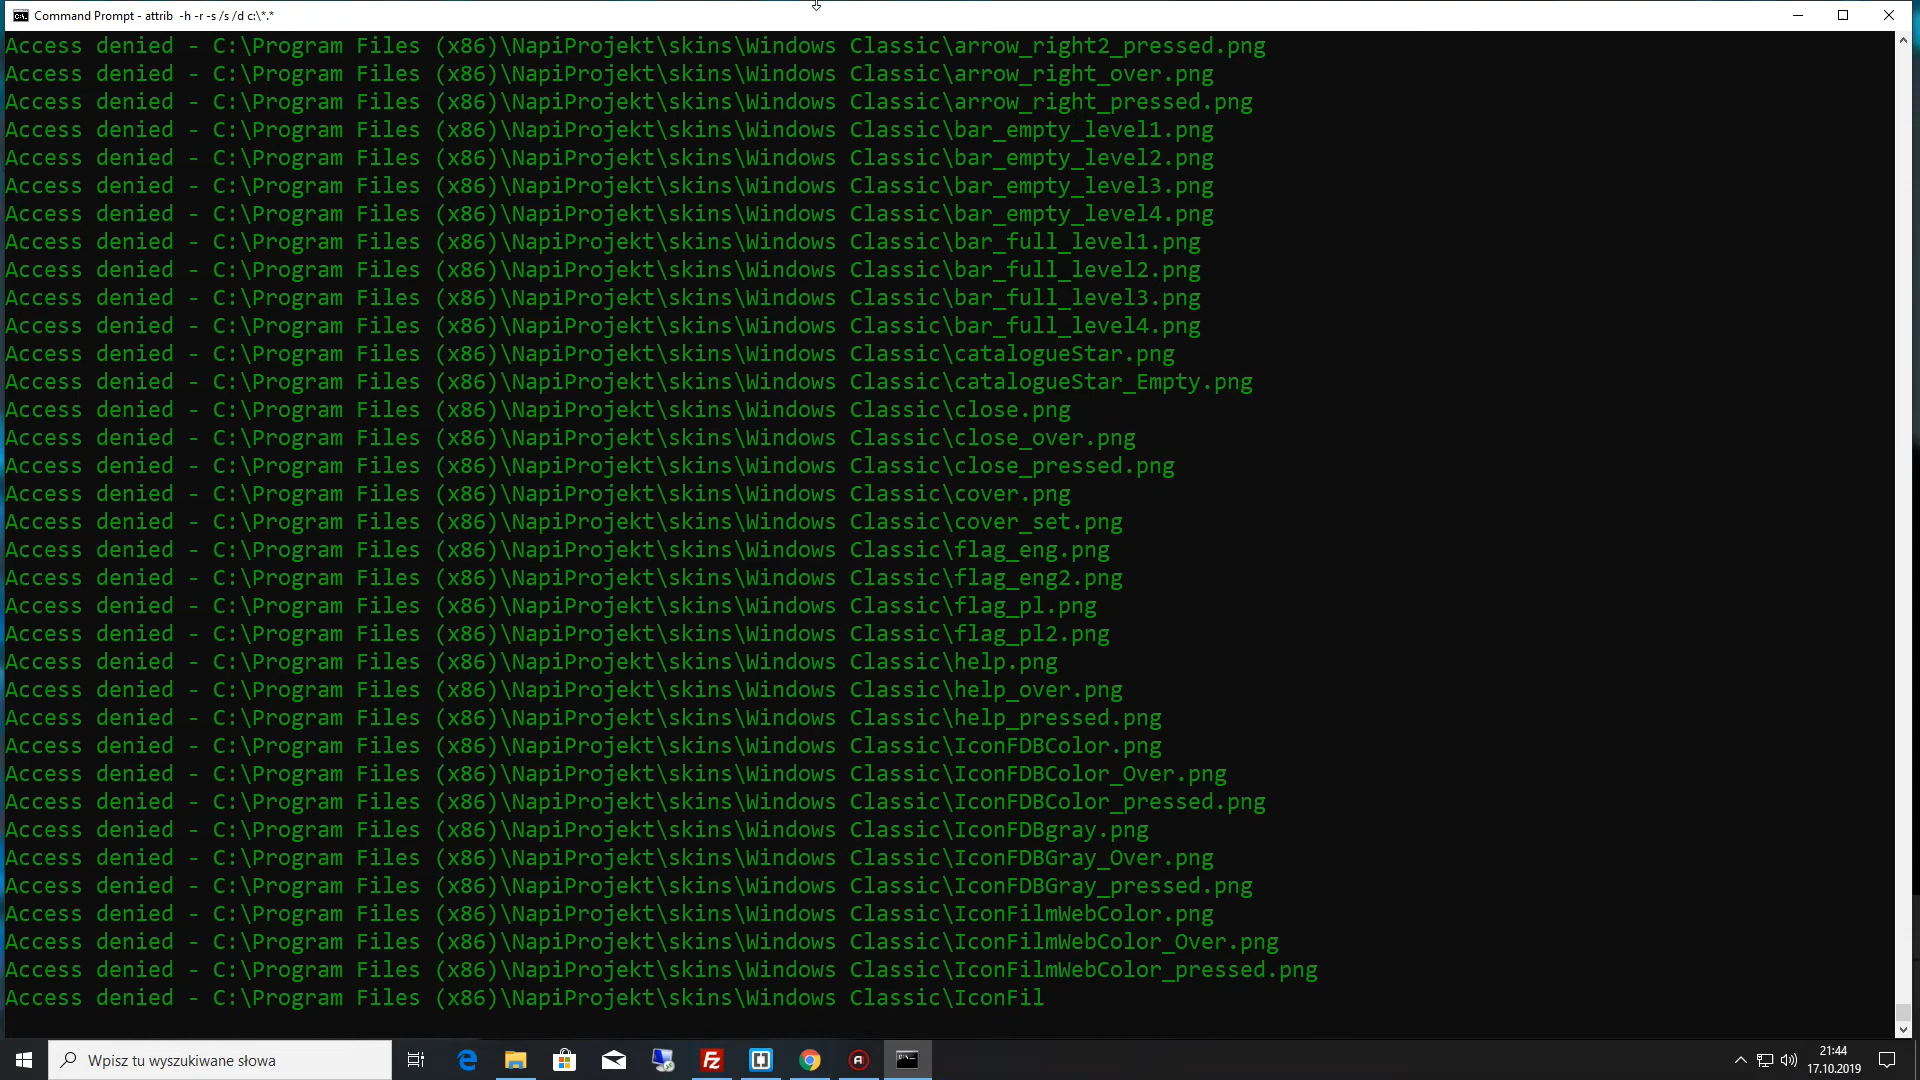 Command Prompt - attrib  -h -r -s /s /d c:\*.*
Access denied - C:\Program Files (x86)\NapiProjekt\skins\Windows Classic\arrow_right2_pressed.png
Access denied - C:\Program Files (x86)\NapiProjekt\skins\Windows Classic\arrow_right_over.png
Access denied - C:\Program Files (x86)\NapiProjekt\skins\Windows Classic\arrow_right_pressed.png
Access denied - C:\Program Files (x86)\NapiProjekt\skins\Windows Classic\bar_empty_level1.png
Access denied - C:\Program Files (x86)\NapiProjekt\skins\Windows Classic\bar_empty_level2.png
Access denied - C:\Program Files (x86)\NapiProjekt\skins\Windows Classic\bar_empty_level3.png
Access denied - C:\Program Files (x86)\NapiProjekt\skins\Windows Classic\bar_empty_level4.png
Access denied - C:\Program Files (x86)\NapiProjekt\skins\Windows Classic\bar_full_level1.png
Access denied - C:\Program Files (x86)\NapiProjekt\skins\Windows Classic\bar_full_level2.png
Access denied - C:\Program Files (x86)\NapiProjekt\skins\Windows Classic\bar_full_level3.png
Access denied - C:\Program Files (x86)\NapiProjekt\skins\Windows Classic\bar_full_level4.png
Access denied - C:\Program Files (x86)\NapiProjekt\skins\Windows Classic\catalogueStar.png
Access denied - C:\Program Files (x86)\NapiProjekt\skins\Windows Classic\catalogueStar_Empty.png
Access denied - C:\Program Files (x86)\NapiProjekt\skins\Windows Classic\close.png
Access denied - C:\Program Files (x86)\NapiProjekt\skins\Windows Classic\close_over.png
Access denied - C:\Program Files (x86)\NapiProjekt\skins\Windows Classic\close_pressed.png
Access denied - C:\Program Files (x86)\NapiProjekt\skins\Windows Classic\cover.png
Access denied - C:\Program Files (x86)\NapiProjekt\skins\Windows Classic\cover_set.png
Access denied - C:\Program Files (x86)\NapiProjekt\skins\Windows Classic\flag_eng.png
Access denied - C:\Program Files (x86)\NapiProjekt\skins\Windows Classic\flag_eng2.png
Access denied - C:\Program Files (x86)\NapiProjekt\skins\Windows Classic\flag_pl.png
Access denied - C:\Program Files (x86)\NapiProjekt\skins\Windows Classic\flag_pl2.png
Access denied - C:\Program Files (x86)\NapiProjekt\skins\Windows Classic\help.png
Access denied - C:\Program Files (x86)\NapiProjekt\skins\Windows Classic\help_over.png
Access denied - C:\Program Files (x86)\NapiProjekt\skins\Windows Classic\help_pressed.png
Access denied - C:\Program Files (x86)\NapiProjekt\skins\Windows Classic\IconFDBColor.png
Access denied - C:\Program Files (x86)\NapiProjekt\skins\Windows Classic\IconFDBColor_Over.png
Access denied - C:\Program Files (x86)\NapiProjekt\skins\Windows Classic\IconFDBColor_pressed.png
Access denied - C:\Program Files (x86)\NapiProjekt\skins\Windows Classic\IconFDBgray.png
Access denied - C:\Program Files (x86)\NapiProjekt\skins\Windows Classic\IconFDBGray_Over.png
Access denied - C:\Program Files (x86)\NapiProjekt\skins\Windows Classic\IconFDBGray_pressed.png
Access denied - C:\Program Files (x86)\NapiProjekt\skins\Windows Classic\IconFilmWebColor.png
Access denied - C:\Program Files (x86)\NapiProjekt\skins\Windows Classic\IconFilmWebColor_Over.png
Access denied - C:\Program Files (x86)\NapiProjekt\skins\Windows Classic\IconFilmWebColor_pressed.png
Access denied - C:\Program Files (x86)\NapiProjekt\skins\Windows Classic\IconFil
Wpisz tu wyszukiwane słowa
21:44
17.10.2019